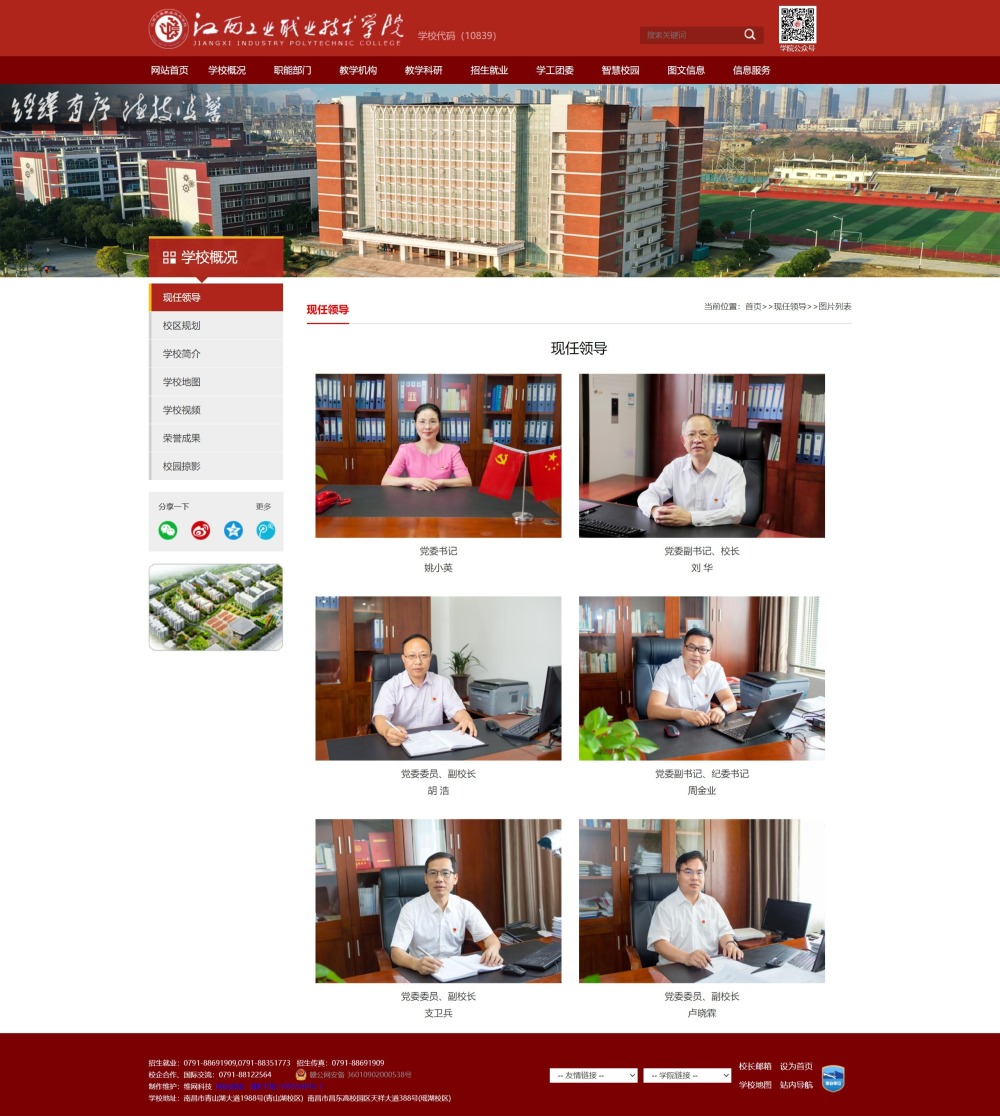 江西工业职业技术学院
JIANGXI INDUSTRY POLYTECHNIC COLLEGE
学校代码（10839）
搜索关键词
学院公众号
网站首页 学校概况 职能部门 教学机构 教学科研 招生就业 学工团委 智慧校园 图文信息 信息服务
学校概况
现任领导
校区规划
学校简介
学校地图
学校视频
荣誉成果
校园掠影
分享一下 更多
现任领导
当前位置：首页>>现任领导>>图片列表
现任领导
党委书记
姚小英
党委副书记、校长
刘 华
党委委员、副校长
胡 浩
党委副书记、纪委书记
周金业
党委委员、副校长
支卫兵
党委委员、副校长
卢晓霖
招生就业：0791-88691909,0791-88351773 招生传真：0791-88691909
校企合作、国际交流：0791-88122564 赣公网安备 36010902000538号
制作维护：维网科技
学校地址：南昌市青山湖大道1988号(青山湖校区) 南昌市昌东高校园区天祥大道388号(瑶湖校区)
-- 友情链接 --
-- 学院链接 --
校长邮箱 设为首页
学校地图 站内导航